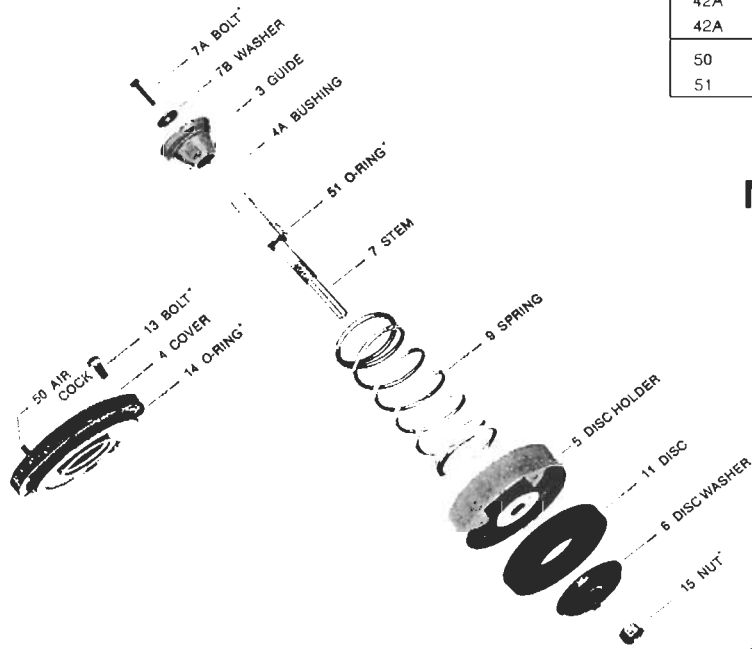 42A
42A
50
51
7A BOLT*
7B WASHER
3 GUIDE
4A BUSHING
51 O-RING*
7 STEM
9 SPRING
13 BOLT*
4 COVER
14 O-RING*
50 AIR
COCK
5 DISC HOLDER
11 DISC
6 DISC WASHER
15 NUT*